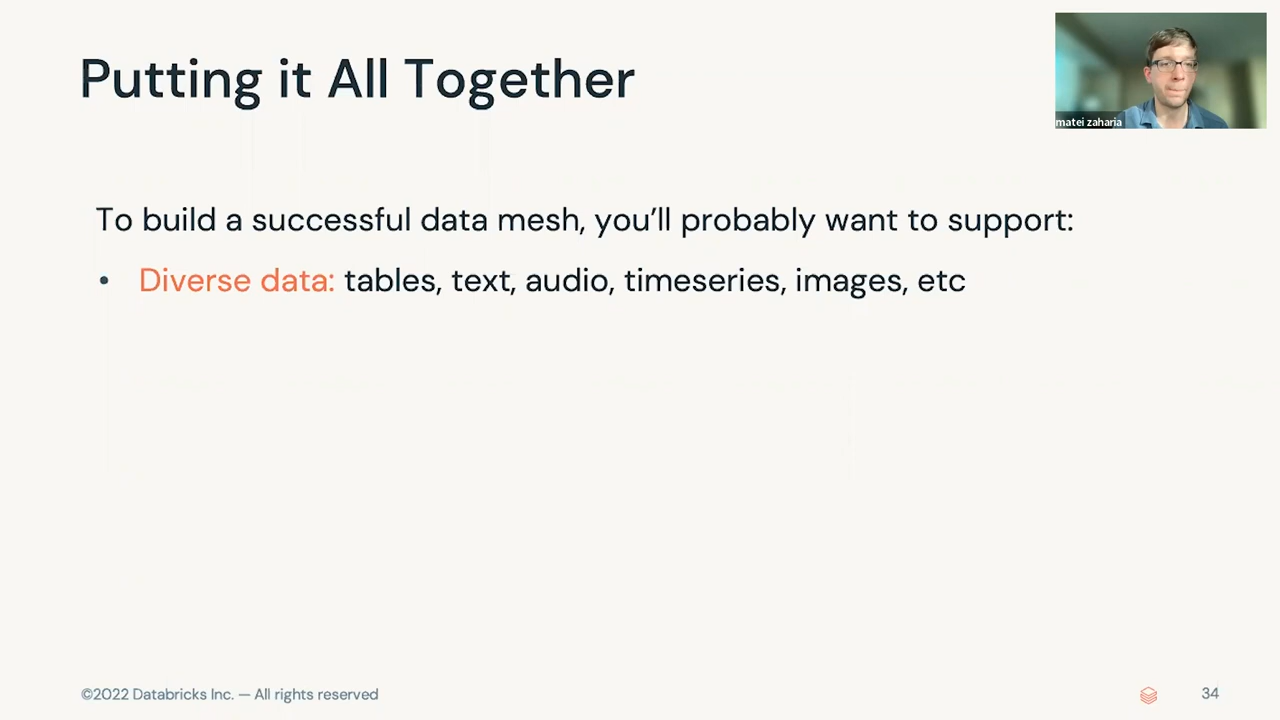 Putting it All Together
matei zaharia
To build a successful data mesh, you’ll probably want to support:
• Diverse data: tables, text, audio, timeseries, images, etc
©2022 Databricks Inc. — All rights reserved
34